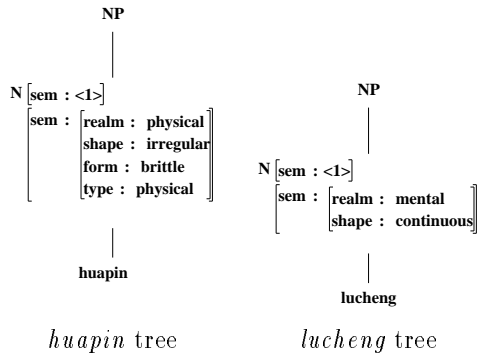 NP
N [sem : <1>]
[sem : [realm : physical
shape : irregular
form : brittle
type : physical]]
huapin
huapin tree
NP
N [sem : <1>]
[sem : [realm : mental
shape : continuous]]
lucheng
lucheng tree